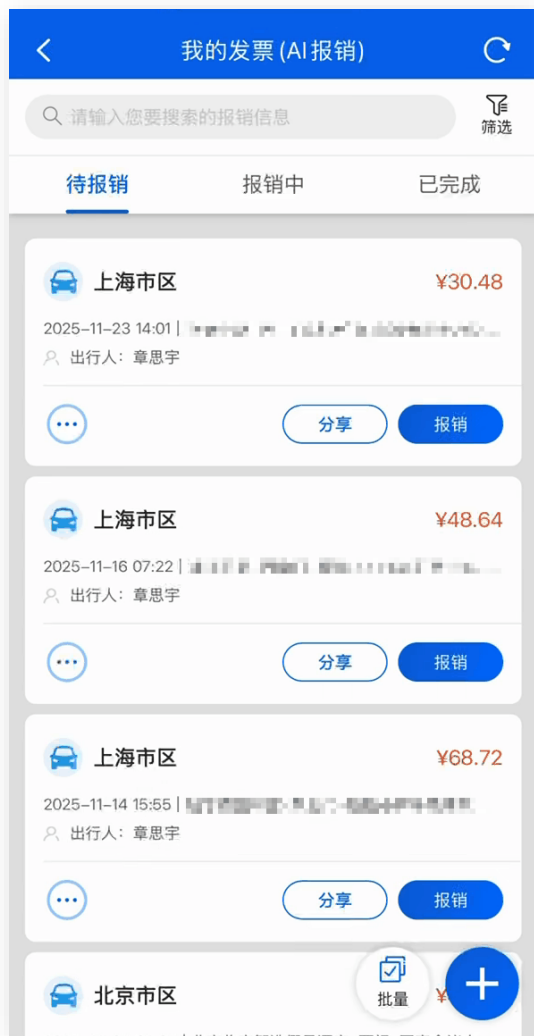 我的发票(AI报销)
请输入您要搜索的报销信息
筛选
待报销 报销中 已完成
上海市区 ¥30.48
2025-11-23 14:01 |
出行人：章思宇
分享 报销
上海市区 ¥48.64
2025-11-16 07:22 |
出行人：章思宇
分享 报销
上海市区 ¥68.72
2025-11-14 15:55 |
出行人：章思宇
分享 报销
北京市区 ¥
批量